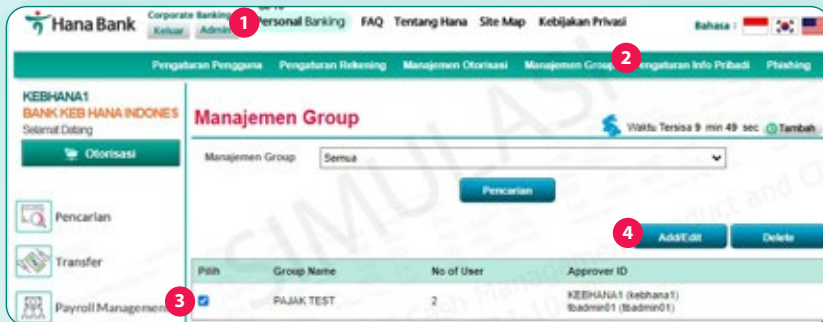 Hana Bank
Corporate Banking
Personal Banking FAQ Tentang Hana Site Map Kebijakan Privasi
Bahasa :
Keluar Admin
1
2
Pengaturan Pengguna Pengaturan Rekening Manajemen Otorisasi Manajemen Group Pengaturan Info Pribadi Phishing
KEBHANA1
BANK KEB HANA INDONES
Selamat Datang
Otorisasi
Manajemen Group
Waktu Tersisa 9 min 49 sec Tambah
Manajemen Group Semua
Pencarian
Pencarian
4
Add/Edit Delete
Transfer
Pilih Group Name No of User Approver ID
3
PAJAK TEST 2 KEBHANA1 (kebhana1)
tbadmin01 (tbadmin01)
Payroll Managemen
SIMULASI